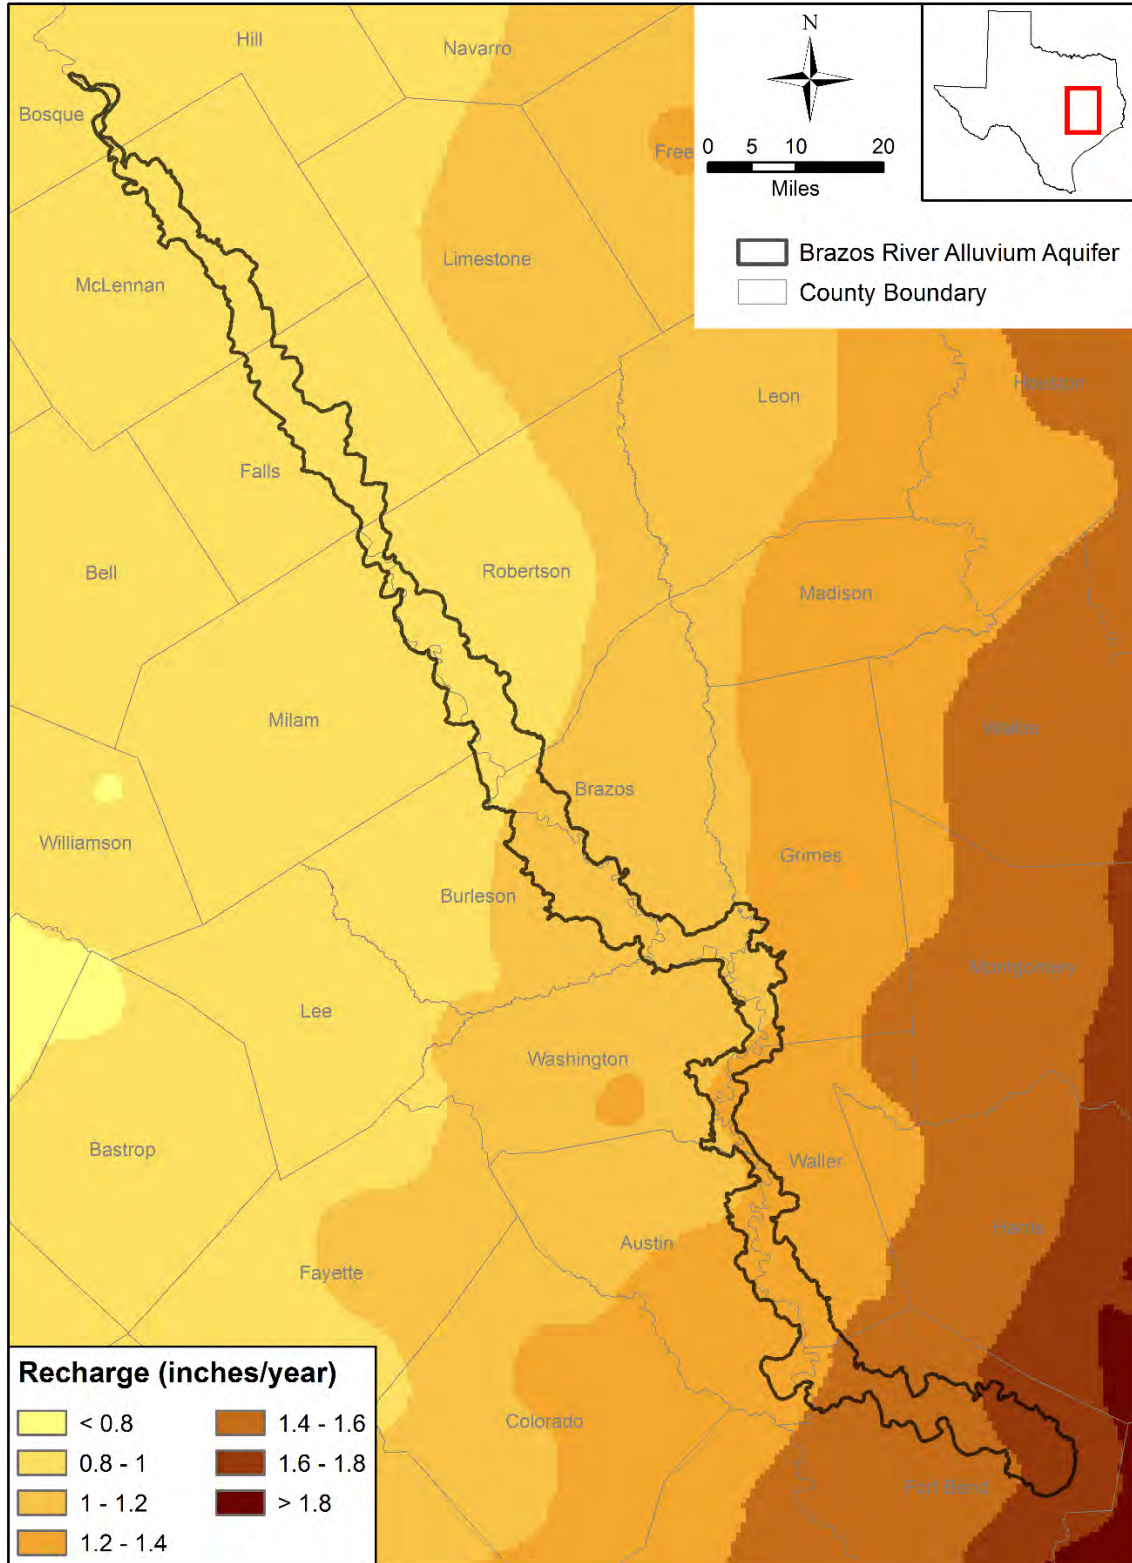 Hill
Navarro
N
Bosque
Free
0 5 10 20
Miles
Limestone
Brazos River Alluvium Aquifer
McLennan
County Boundary
Houston
Leon
Falls
Bell
Robertson
Madison
Milam
Walker
Brazos
Williamson
Grimes
Burleson
Montgomery
Lee
Washington
Bastrop
Waller
Harris
Austin
Fayette
Colorado
Fort Bend
Recharge (inches/year)
< 0.8
0.8 - 1
1 - 1.2
1.2 - 1.4
1.4 - 1.6
1.6 - 1.8
> 1.8